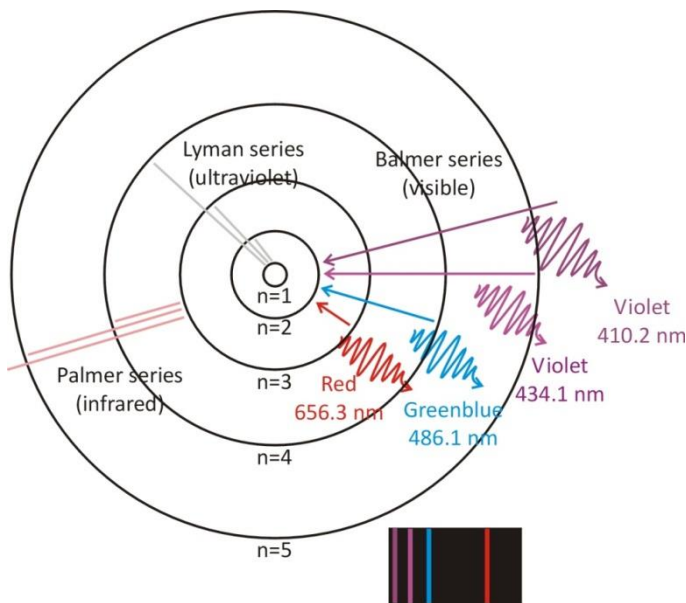 Lyman series
(ultraviolet)
Balmer series
(visible)
n=1
n=2
n=3
n=4
n=5
Palmer series
(infrared)
Red
656.3 nm
Greenblue
486.1 nm
Violet
434.1 nm
Violet
410.2 nm